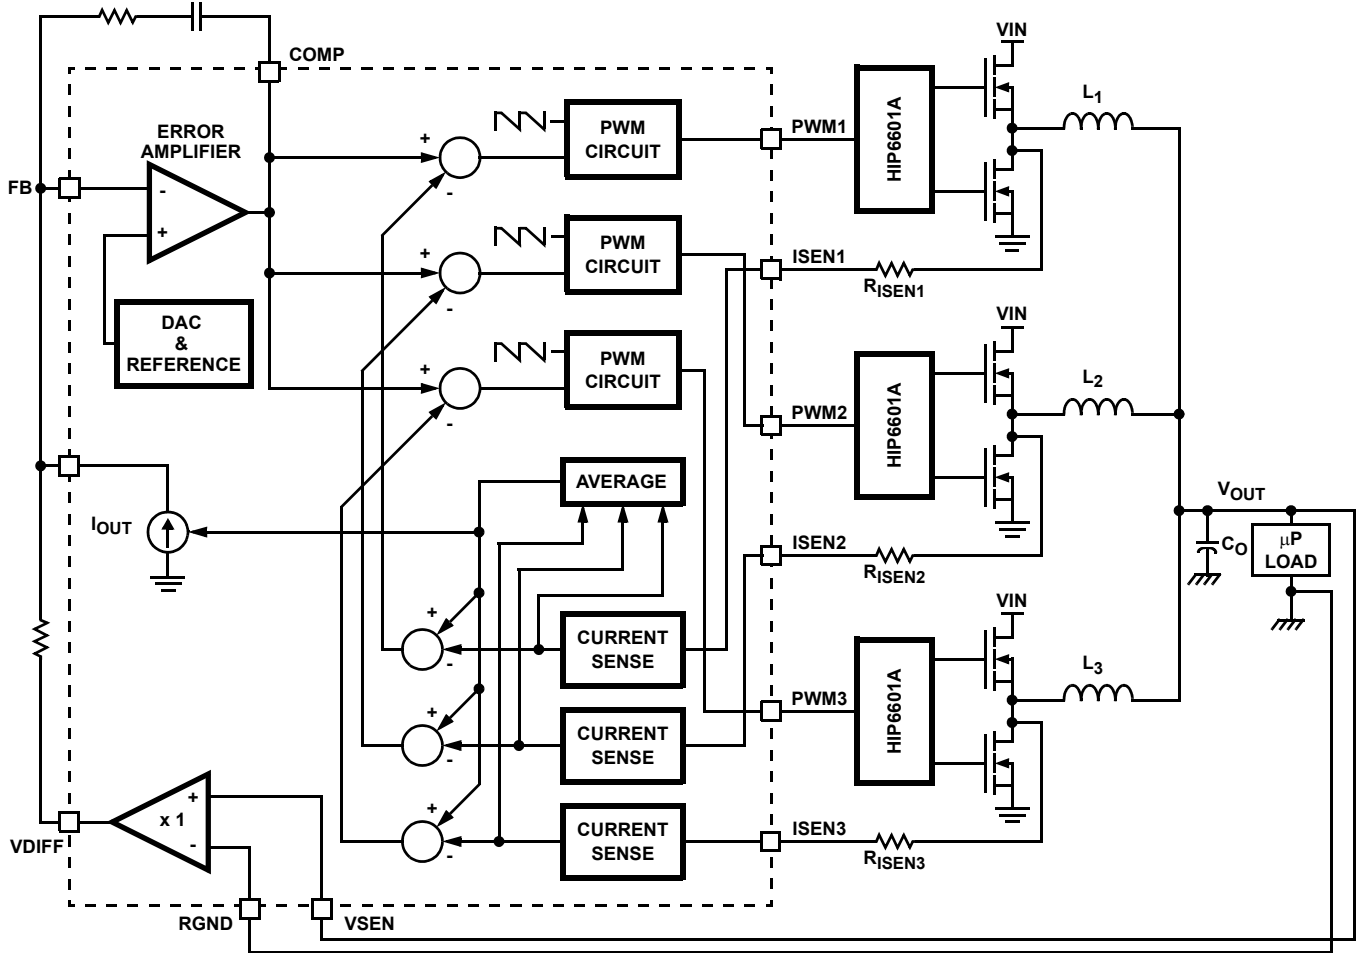 COMP
ERROR
AMPLIFIER
FB
-
+
DAC
&
REFERENCE
+
-
PWM
CIRCUIT
+
-
PWM
CIRCUIT
+
-
PWM
CIRCUIT
AVERAGE
IOUT
+
-
CURRENT
SENSE
+
-
CURRENT
SENSE
+
-
CURRENT
SENSE
VDIFF
x 1
+
-
RGND
VSEN
PWM1
HIP6601A
VIN
L1
ISEN1
RISEN1
PWM2
HIP6601A
VIN
L2
ISEN2
RISEN2
PWM3
HIP6601A
VIN
L3
ISEN3
RISEN3
VOUT
CO
μP
LOAD